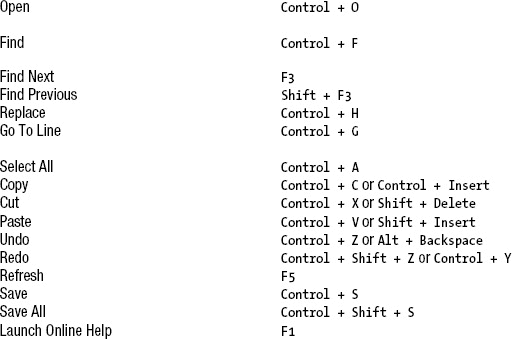 Open Control + O
Find Control + F
Find Next F3
Find Previous Shift + F3
Replace Control + H
Go To Line Control + G
Select All Control + A
Copy Control + C or Control + Insert
Cut Control + X or Shift + Delete
Paste Control + V or Shift + Insert
Undo Control + Z or Alt + Backspace
Redo Control + Shift + Z or Control + Y
Refresh F5
Save Control + S
Save All Control + Shift + S
Launch Online Help F1